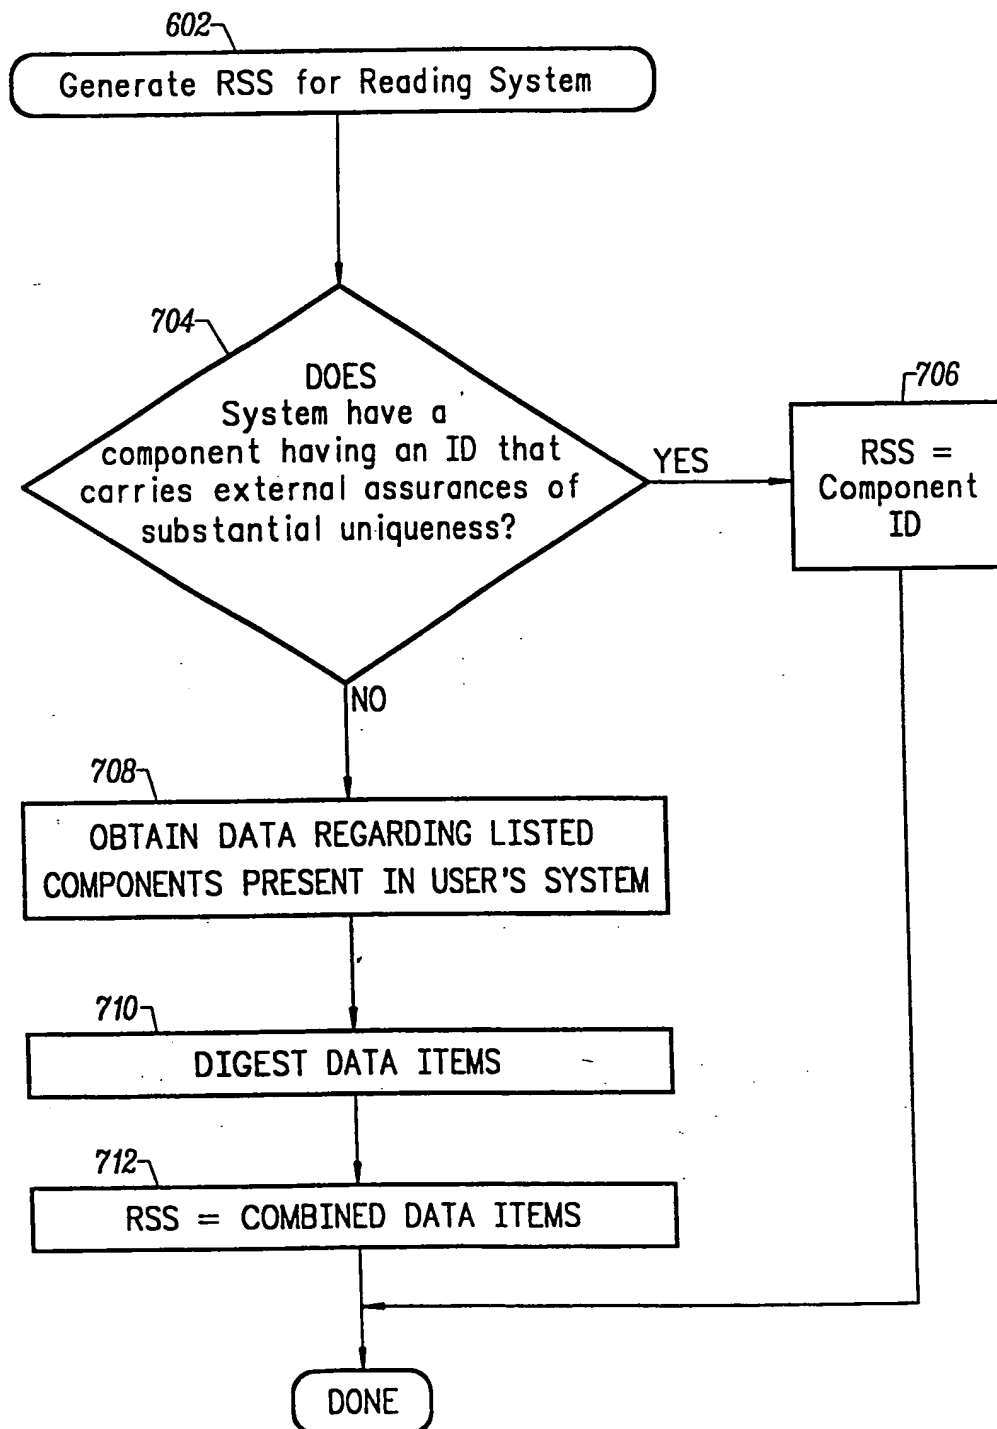 602
Generate RSS for Reading System
704
DOES
System have a
component having an ID that
carries external assurances of
substantial uniqueness?
YES
706
RSS =
Component
ID
NO
708
OBTAIN DATA REGARDING LISTED
COMPONENTS PRESENT IN USER'S SYSTEM
710
DIGEST DATA ITEMS
712
RSS = COMBINED DATA ITEMS
DONE